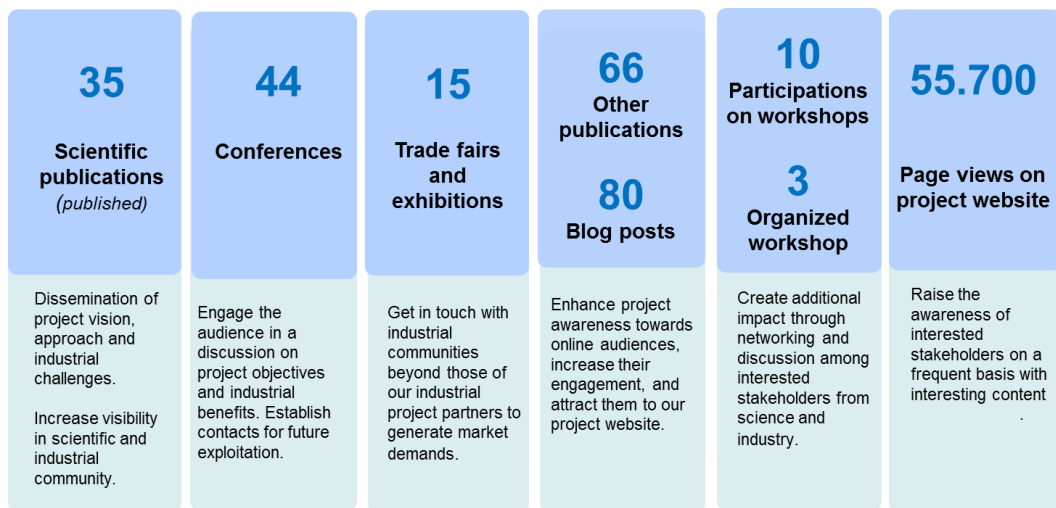 35
Scientific
publications
(published)
Dissemination of
project vision,
approach and
industrial
challenges.
Increase visibility
in scientific and
industrial
community.
44
Conferences
Engage the
audience in a
discussion on
project objectives
and industrial
benefits. Establish
contacts for future
exploitation.
15
Trade fairs
and
exhibitions
Get in touch with
industrial
communities
beyond those of
our industrial
project partners to
generate market
demands.
66
Other
publications
80
Blog posts
Enhance project
awareness towards
online audiences,
increase their
engagement, and
attract them to our
project website.
10
Participations
on workshops
3
Organized
workshop
Create additional
impact through
networking and
discussion among
interested
stakeholders from
science and
industry.
55.700
Page views on
project website
Raise the
awareness of
interested
stakeholders on a
frequent basis with
interesting content
.